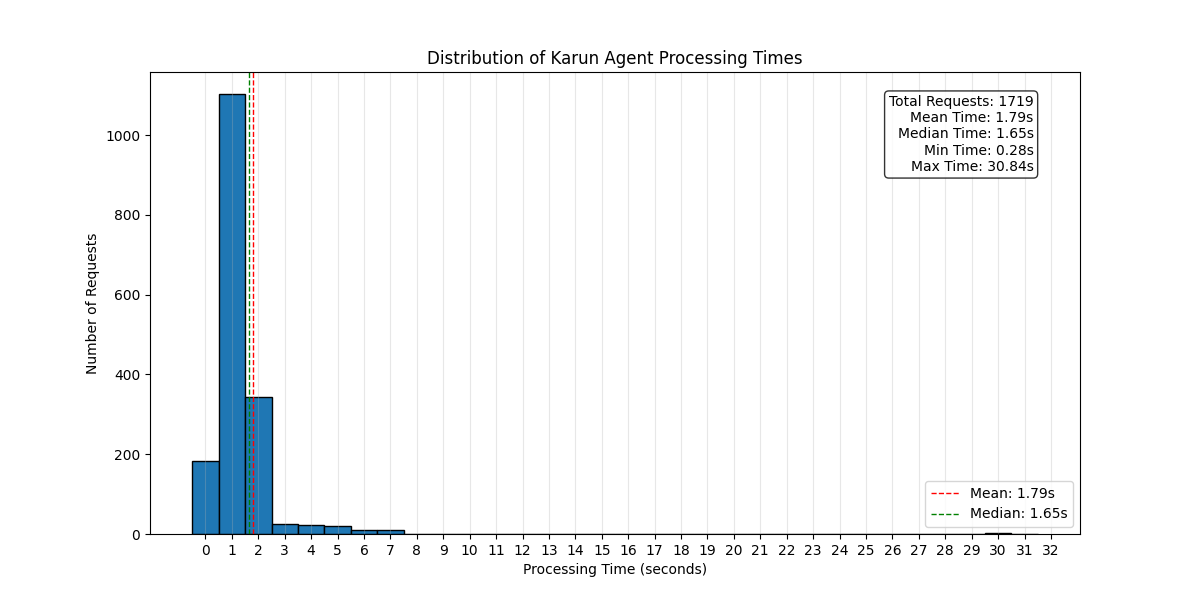 Distribution of Karun Agent Processing Times
Total Requests: 1719
Mean Time: 1.79s
Median Time: 1.65s
Min Time: 0.28s
Max Time: 30.84s
Number of Requests
1000
800
600
400
200
0
Mean: 1.79s
Median: 1.65s
0 1 2 3 4 5 6 7 8 9 10 11 12 13 14 15 16 17 18 19 20 21 22 23 24 25 26 27 28 29 30 31 32
Processing Time (seconds)